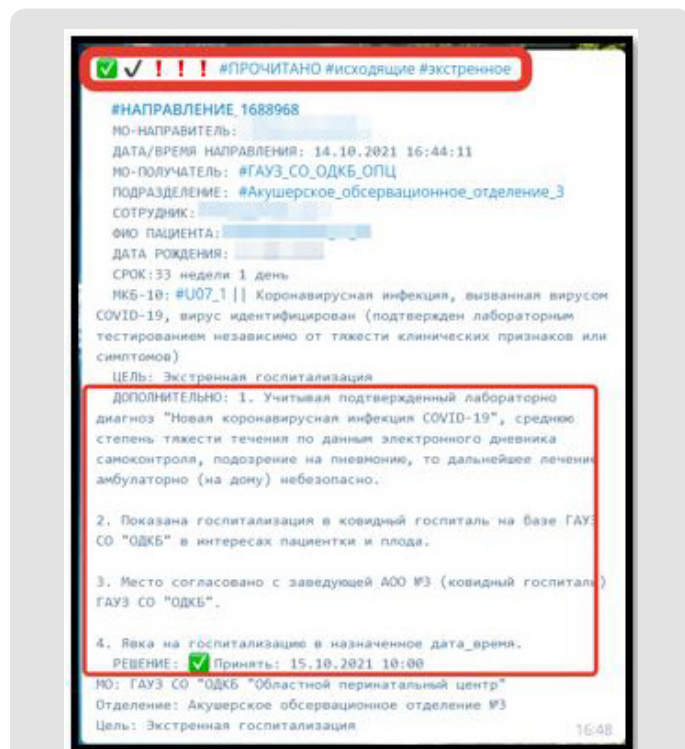 ✅ ✔ ❗ ❗ ❗ #ПРОЧИТАНО #исходящие #экстренное
#НАПРАВЛЕНИЕ_1688968
МО-НАПРАВИТЕЛЬ:
ДАТА/ВРЕМЯ НАПРАВЛЕНИЯ: 14.10.2021 16:44:11
МО-ПОЛУЧАТЕЛЬ: #ГАУЗ_СО_ОДКБ_ОПЦ
ПОДРАЗДЕЛЕНИЕ: #Акушерское_обсервационное_отделение_3
СОТРУДНИК:
ФИО ПАЦИЕНТА:
ДАТА РОЖДЕНИЯ:
СРОК:33 недели 1 день
МКБ-10: #U07_1 || Коронавирусная инфекция, вызванная вирусом
COVID-19, вирус идентифицирован (подтвержден лабораторным
тестированием независимо от тяжести клинических признаков или
симптомов)
ЦЕЛЬ: Экстренная госпитализация
ДОПОЛНИТЕЛЬНО: 1. Учитывая подтвержденный лабораторно
диагноз "Новая коронавирусная инфекция COVID-19", среднюю
степень тяжести течения по данным электронного дневника
самоконтроля, подозрение на пневмонию, то дальнейшее лечение
амбулаторно (на дому) небезопасно.
2. Показана госпитализация в ковидный госпиталь на базе ГАУЗ
СО "ОДКБ" в интересах пациентки и плода.
3. Место согласовано с заведующей АОО №3 (ковидный госпиталь)
ГАУЗ СО "ОДКБ".
4. Явка на госпитализацию в назначенное дата_время.
РЕШЕНИЕ: ✅ Принять: 15.10.2021 10:00
МО: ГАУЗ СО "ОДКБ "Областной перинатальный центр"
Отделение: Акушерское обсервационное отделение №3
Цель: Экстренная госпитализация
16:48